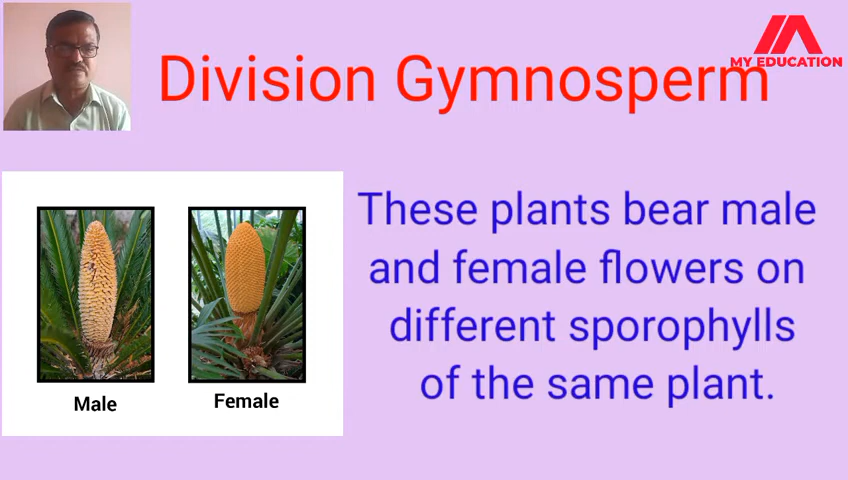 Division Gymnosperm
MY EDUCATION
These plants bear male
and female flowers on
different sporophylls
of the same plant.
Male
Female